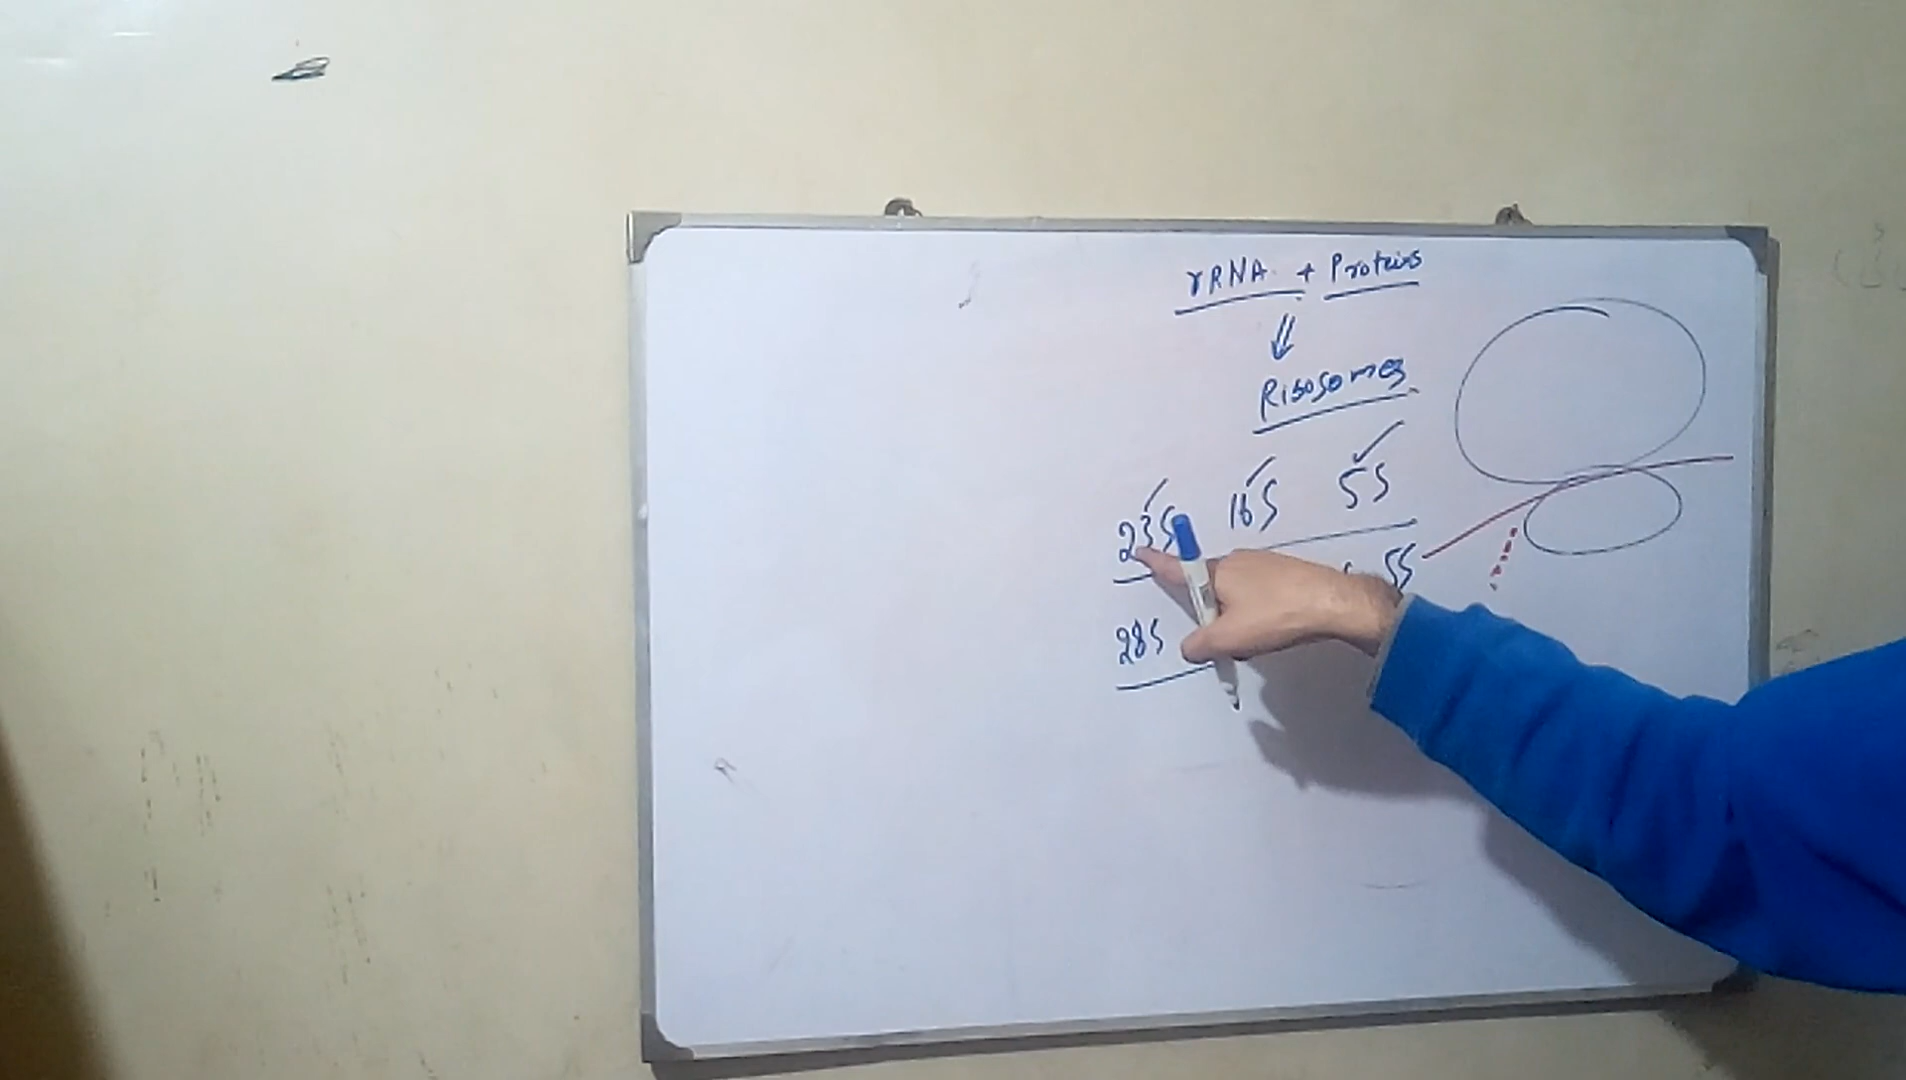 rRNA + Proteins
⇓
Ribosomes
23S 16S 5S
28S 5S